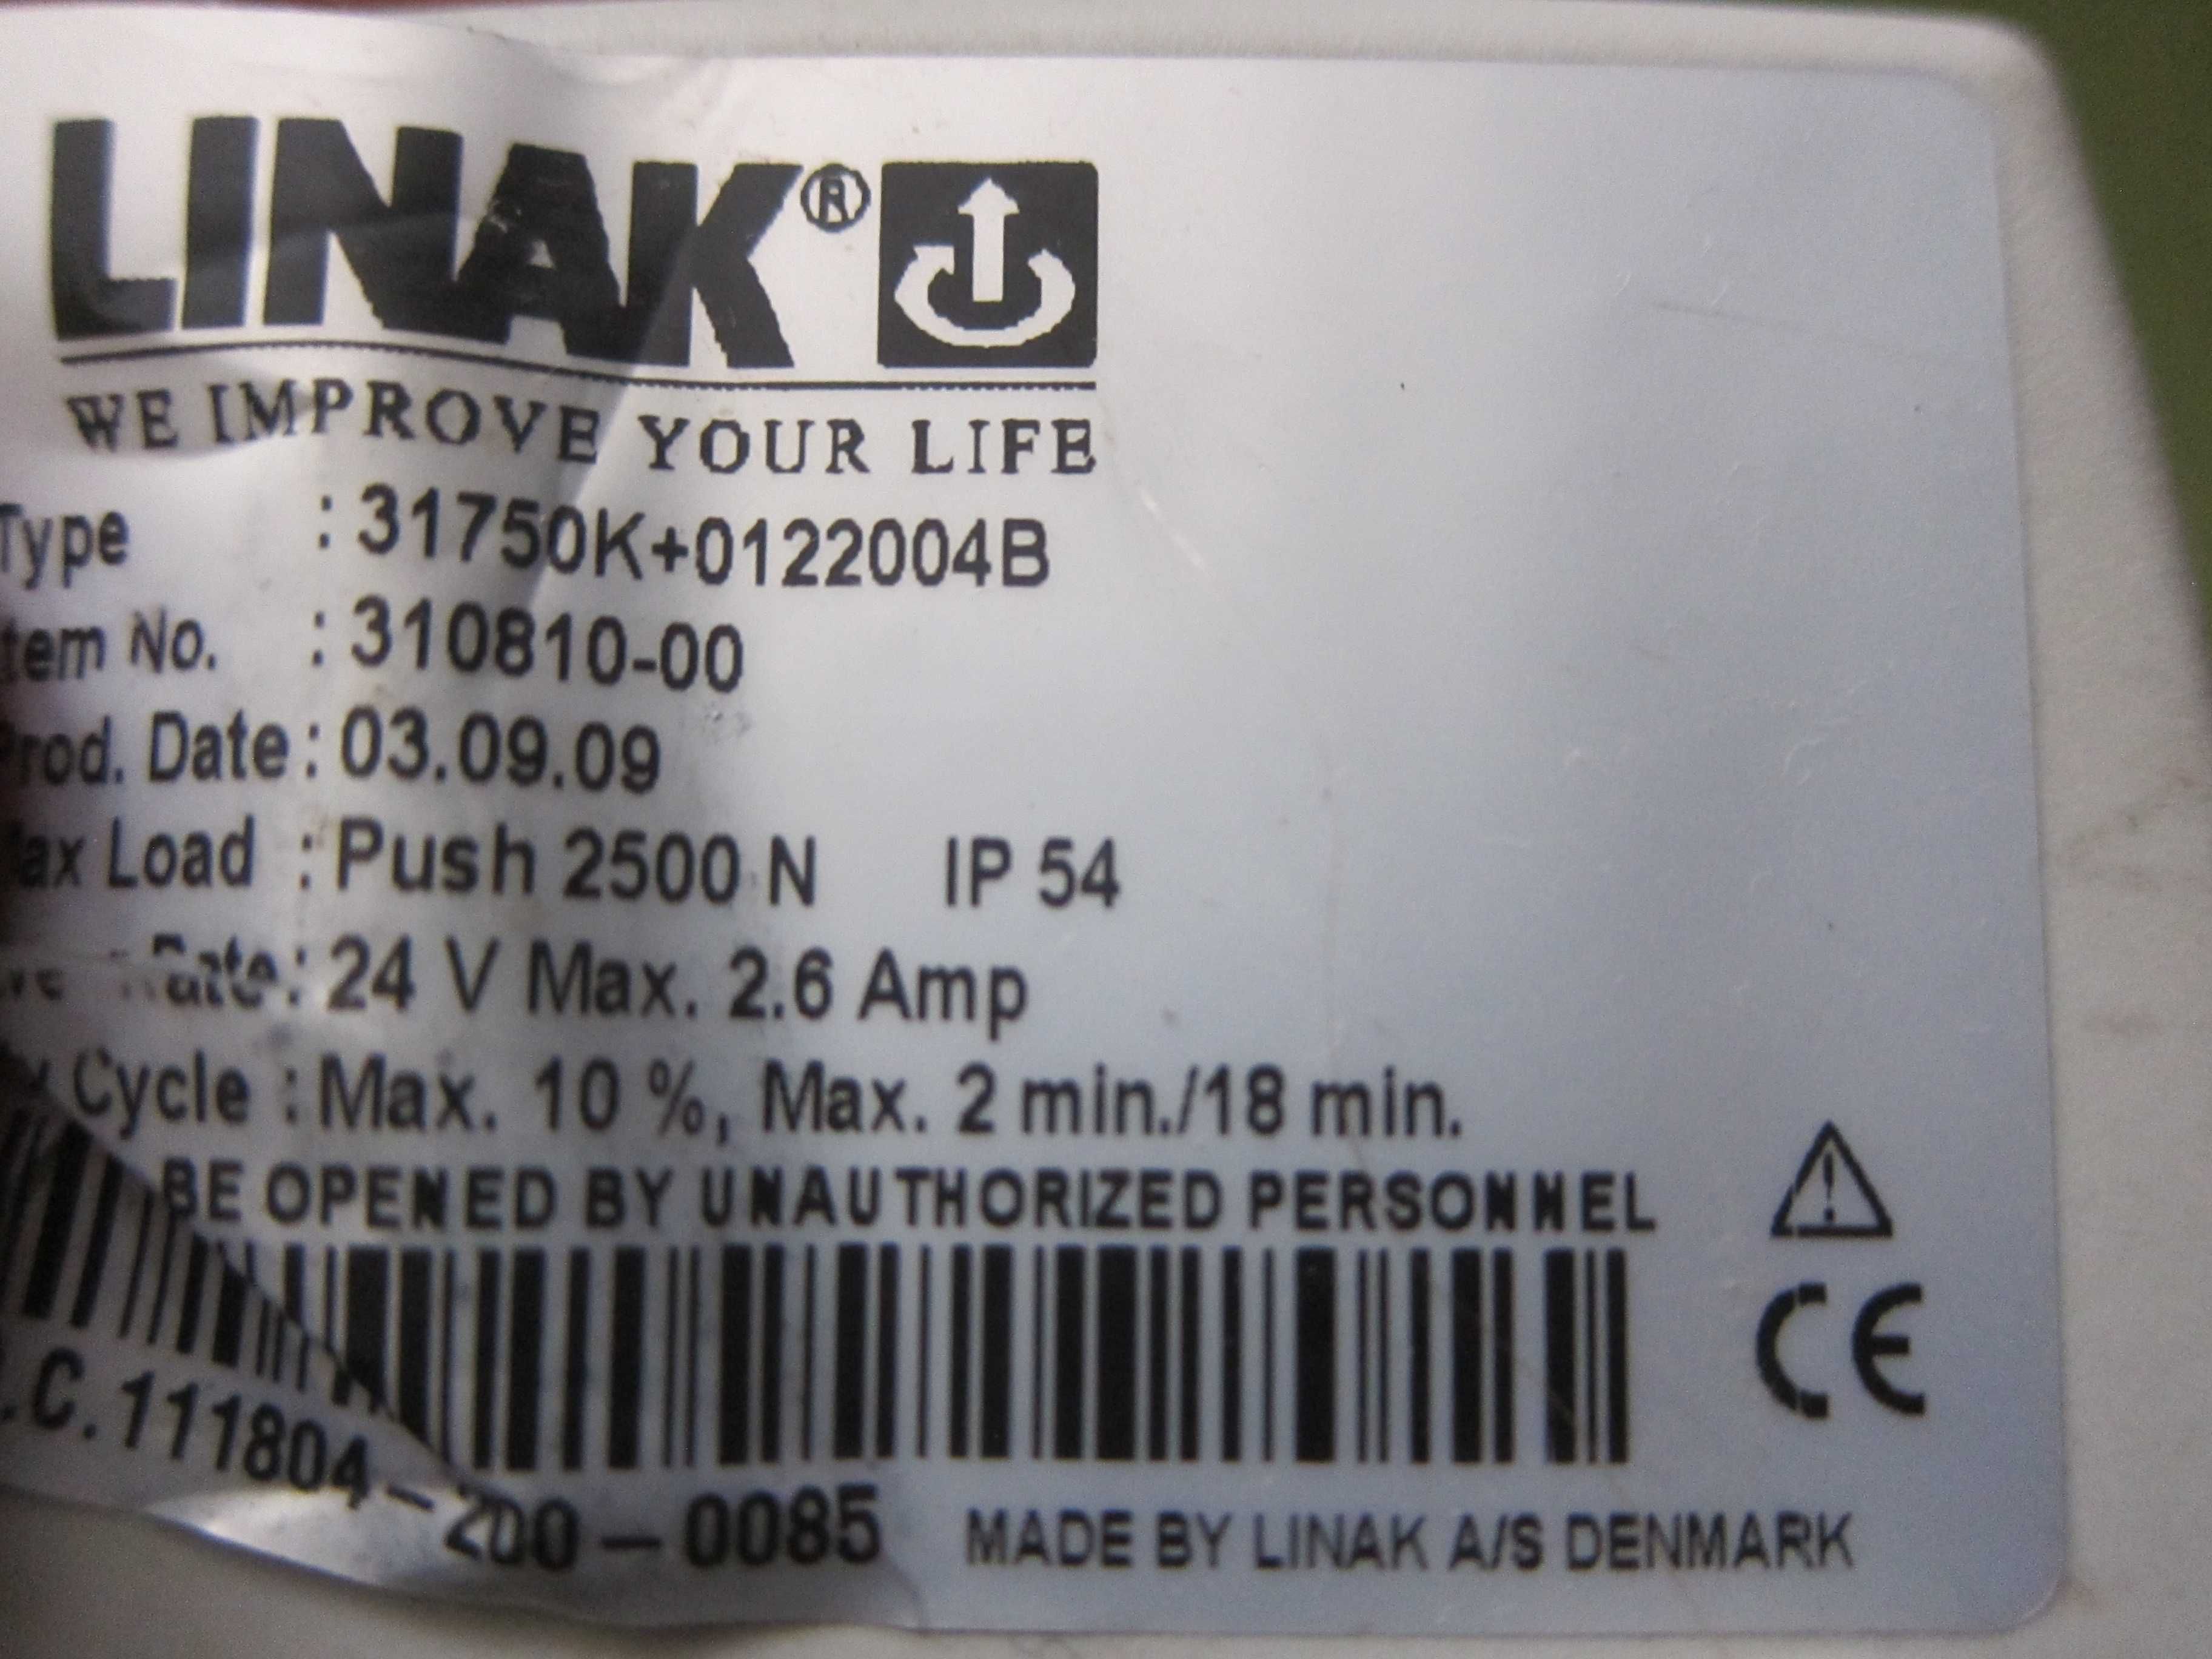 LINAK®
WE IMPROVE YOUR LIFE
Type : 31750K+0122004B
tem No. : 310810-00
rod. Date : 03.09.09
ax Load : Push 2500 N IP 54
Rate : 24 V Max. 2.6 Amp
Cycle : Max. 10 %, Max. 2 min./18 min.
BE OPENED BY UNAUTHORIZED PERSONNEL
CE
.C.111804-200-0085 MADE BY LINAK A/S DENMARK